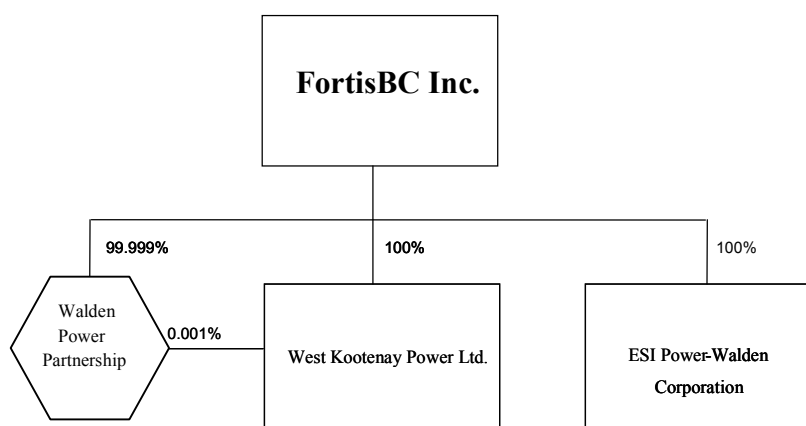 FortisBC Inc.
99.999%
100%
100%
Walden
Power
Partnership
0.001%
West Kootenay Power Ltd.
ESI Power-Walden
Corporation